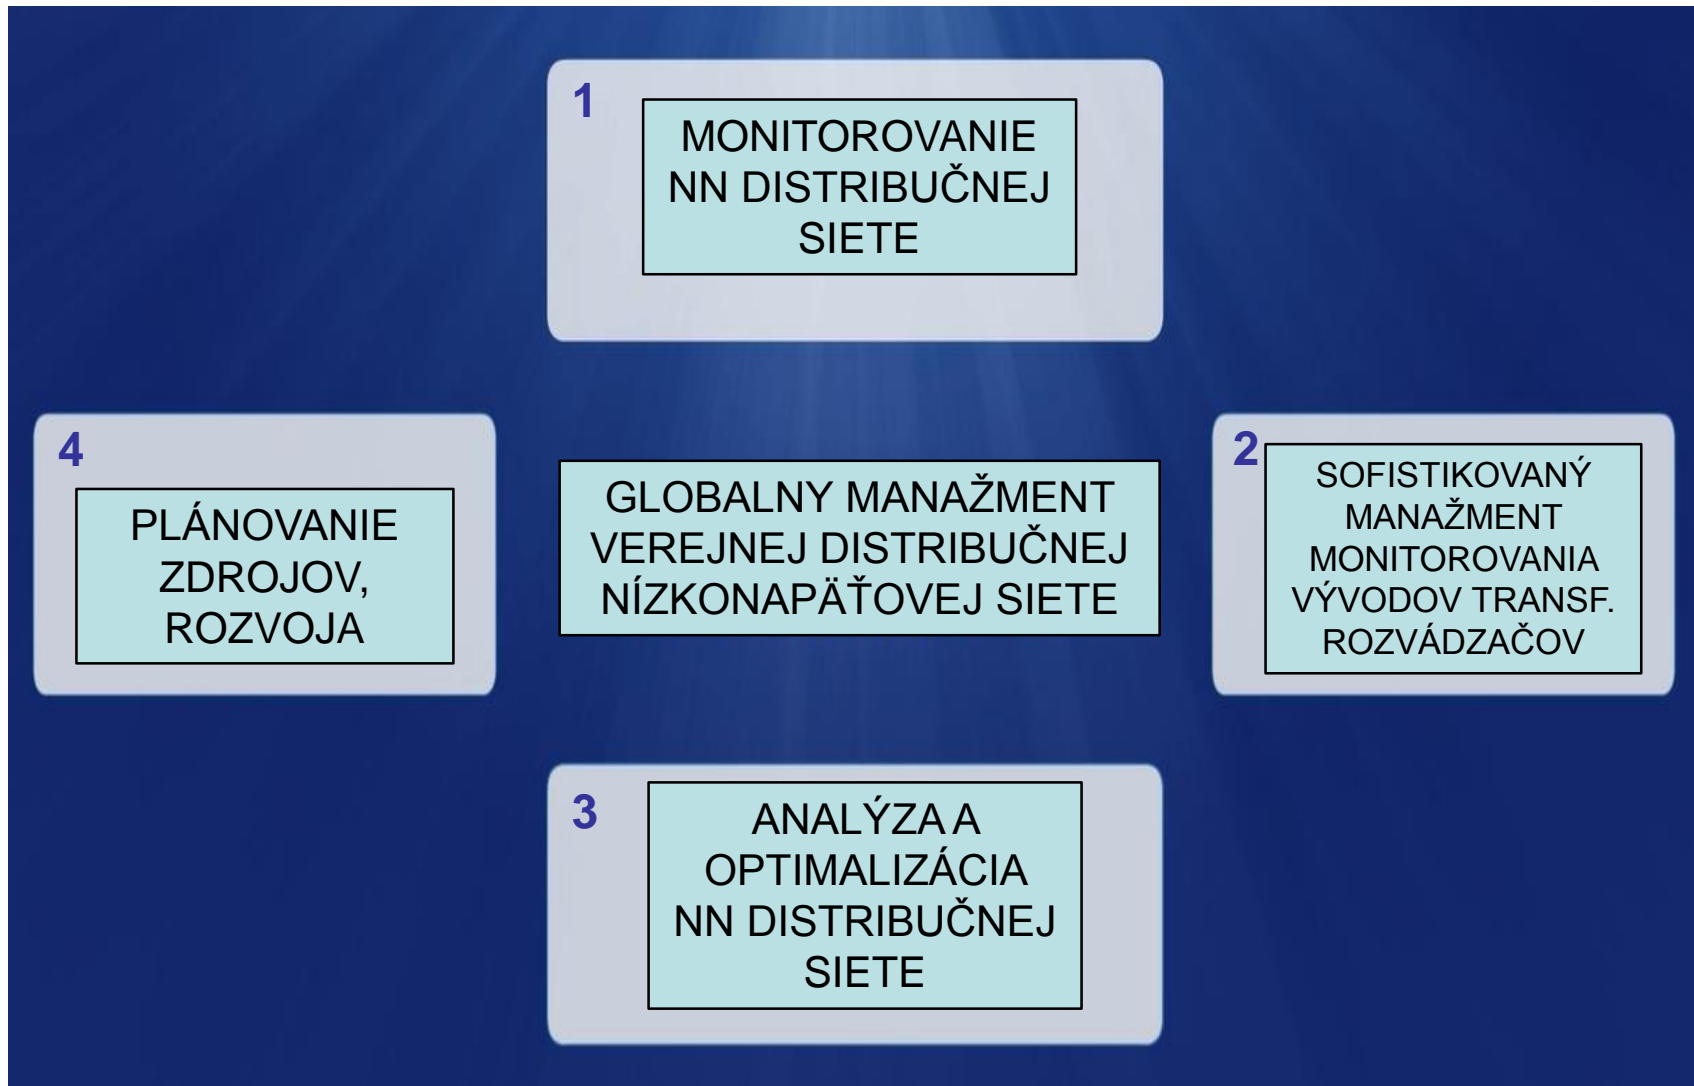 1
MONITOROVANIE
NN DISTRIBUČNEJ
SIETE
4
PLÁNOVANIE
ZDROJOV,
ROZVOJA
GLOBALNY MANAŽMENT
VEREJNEJ DISTRIBUČNEJ
NÍZKONAPÄŤOVEJ SIETE
2
SOFISTIKOVANÝ
MANAŽMENT
MONITOROVANIA
VÝVODOV TRANSF.
ROZVÁDZAČOV
3
ANALÝZA A
OPTIMALIZÁCIA
NN DISTRIBUČNEJ
SIETE